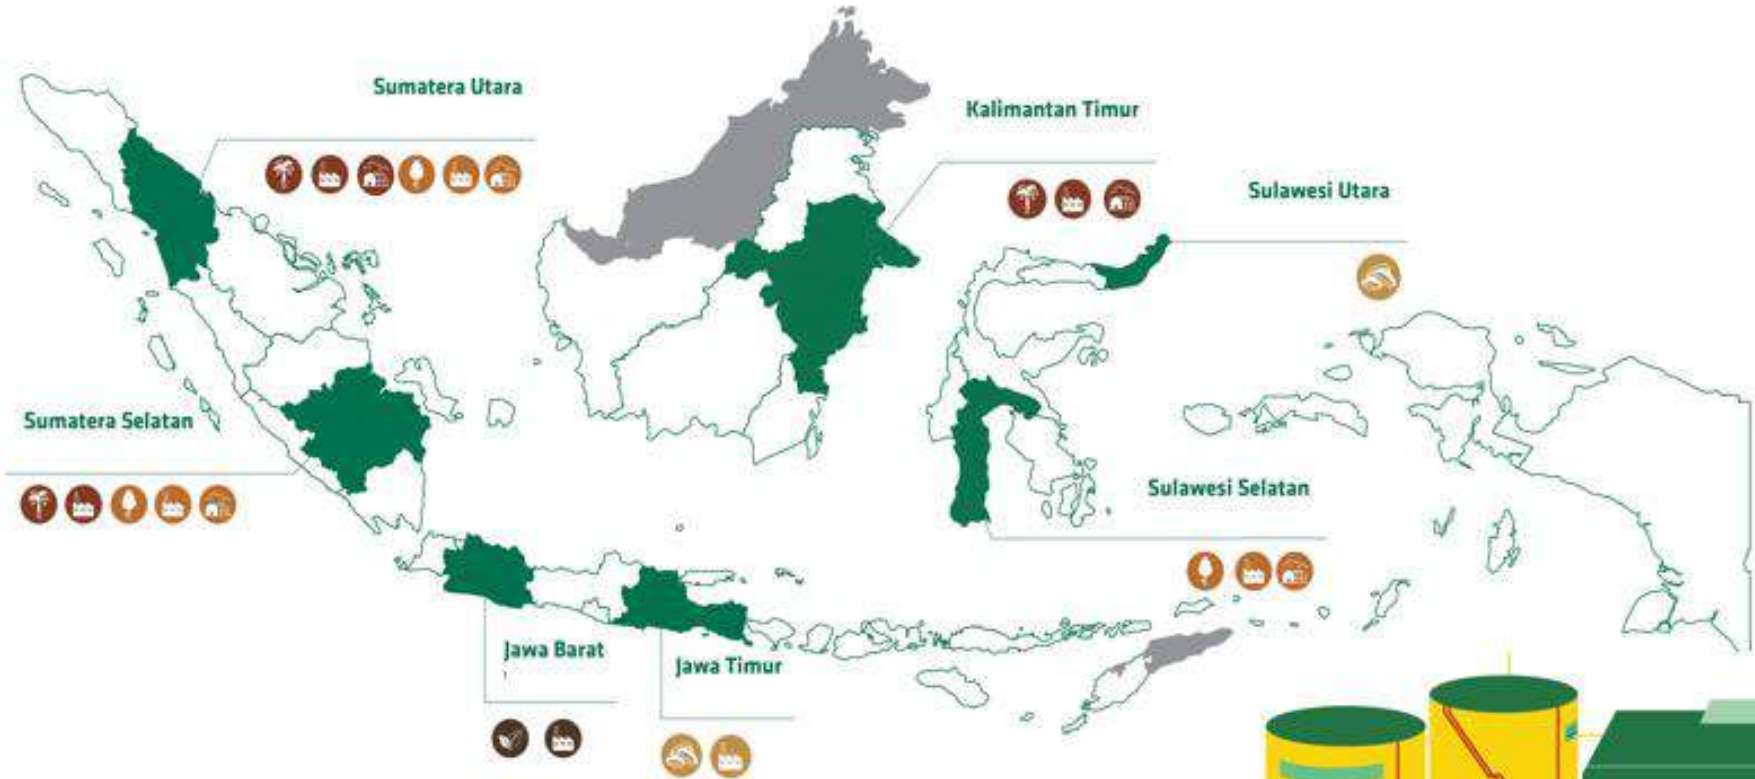 Sumatera Utara
Kalimantan Timur
Sulawesi Utara
Sumatera Selatan
Sulawesi Selatan
Jawa Barat
Jawa Timur